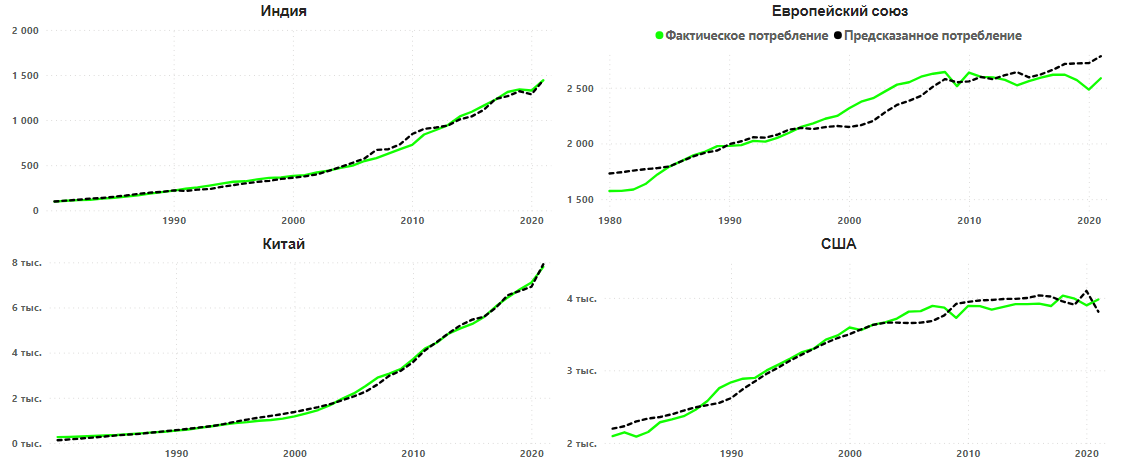 Индия
2 000
1 500
1 000
500
0
1990
2000
2010
2020
Европейский союз
Фактическое потребление Предсказанное потребление
2 500
2 000
1 500
1980
1990
2000
2010
2020
Китай
8 тыс.
6 тыс.
4 тыс.
2 тыс.
0 тыс.
1990
2000
2010
2020
США
4 тыс.
3 тыс.
2 тыс.
1990
2000
2010
2020